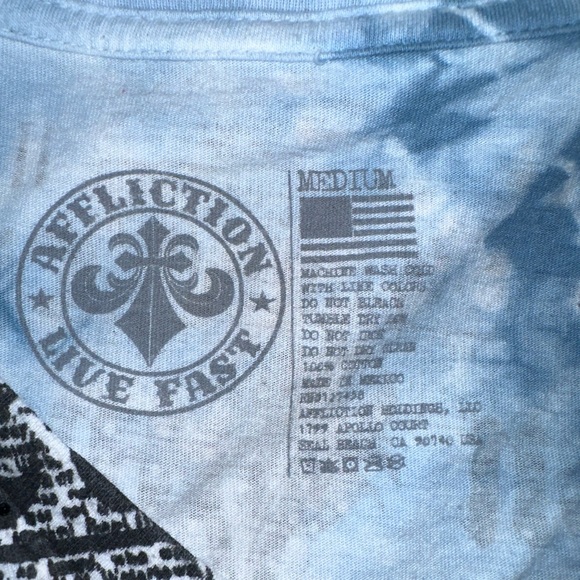 AFFLICTION
LIVE FAST
MEDIUM
MACHINE WASH COLD
WITH LIKE COLORS
DO NOT BLEACH
TUMBLE DRY LOW
DO NOT IRON
DO NOT DRY CLEAN
100% COTTON
MADE IN MEXICO
AFFLICTION HOLDINGS, LLC
1799 APOLLO COURT
SEAL BEACH, CA 90740 USA